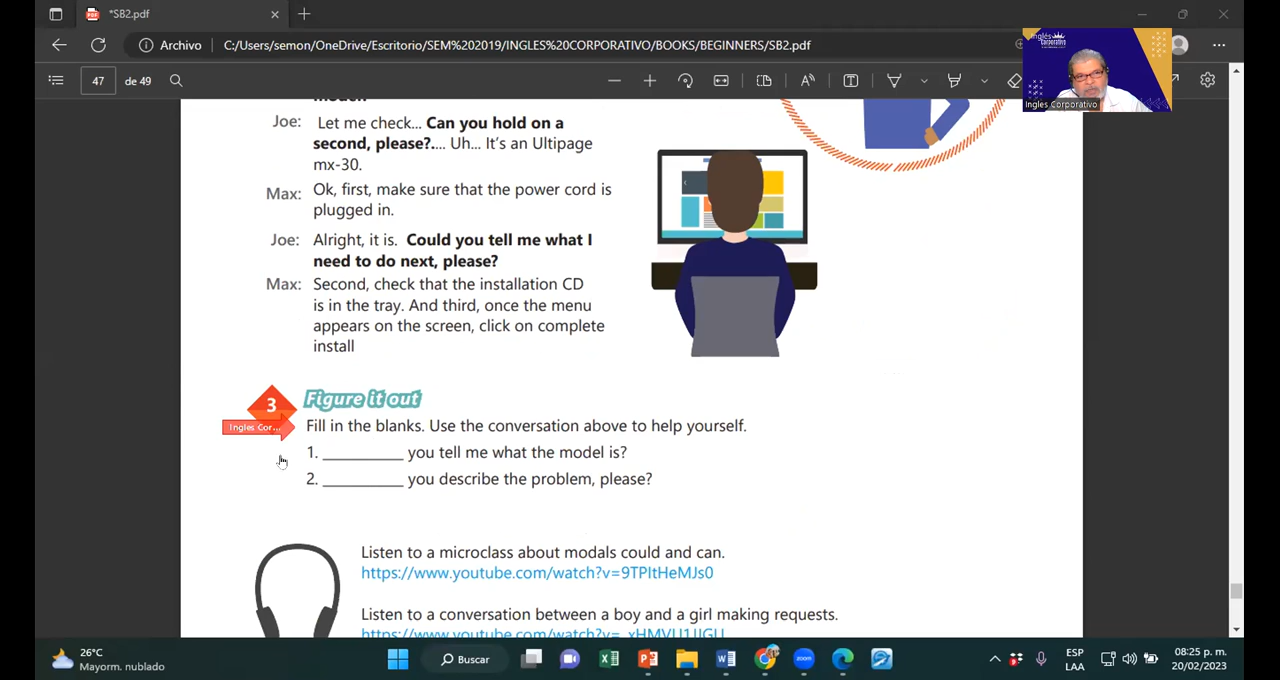 *SB2.pdf
Archivo
C:/Users/semon/OneDrive/Escritorio/SEM%202019/INGLES%20CORPORATIVO/BOOKS/BEGINNERS/SB2.pdf
47
de 49
Inglés
Corporativo
Ingles Corporativo
Joe: Let me check... Can you hold on a
second, please?.... Uh... It's an Ultipage
mx-30.
Max: Ok, first, make sure that the power cord is
plugged in.
Joe: Alright, it is. Could you tell me what I
need to do next, please?
Max: Second, check that the installation CD
is in the tray. And third, once the menu
appears on the screen, click on complete
install
3
Figure it out
Ingles Cor...
Fill in the blanks. Use the conversation above to help yourself.
1. __________ you tell me what the model is?
2. __________ you describe the problem, please?
Listen to a microclass about modals could and can.
https://www.youtube.com/watch?v=9TPItHeMJs0
Listen to a conversation between a boy and a girl making requests.
26°C
Mayorm. nublado
Buscar
zoom
ESP
LAA
08:25 p. m.
20/02/2023